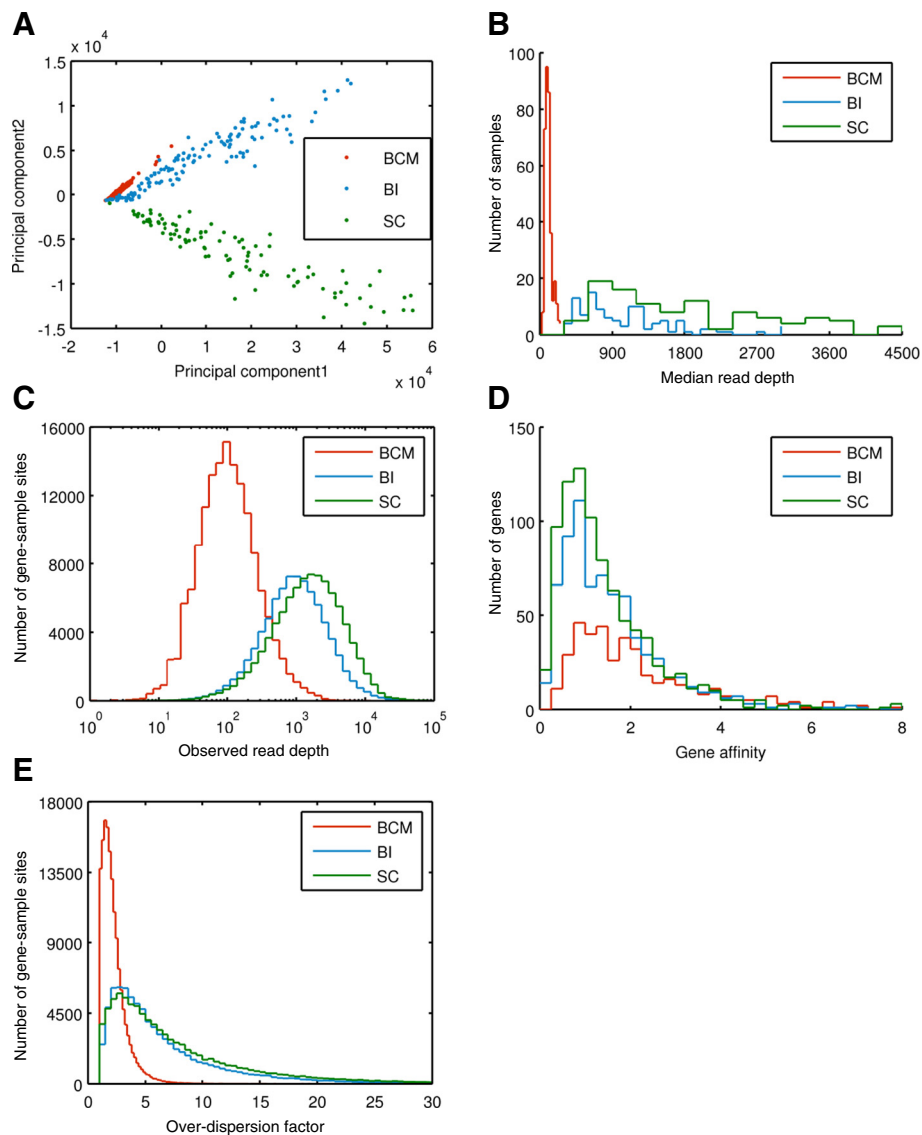 A
x 10^4
1.5
1
0.5
0
-0.5
-1
-1.5
Principal component2
BCM
BI
SC
-2 -1 0 1 2 3 4 5 6
Principal component1
x 10^4
B
100
80
60
40
20
0
Number of samples
BCM
BI
SC
0 900 1800 2700 3600 4500
Median read depth
C
16000
12000
8000
4000
0
Number of gene-sample sites
BCM
BI
SC
10^0 10^1 10^2 10^3 10^4 10^5
Observed read depth
D
150
100
50
0
Number of genes
BCM
BI
SC
0 2 4 6 8
Gene affinity
E
18000
13500
9000
4500
0
Number of gene-sample sites
BCM
BI
SC
0 5 10 15 20 25 30
Over-dispersion factor